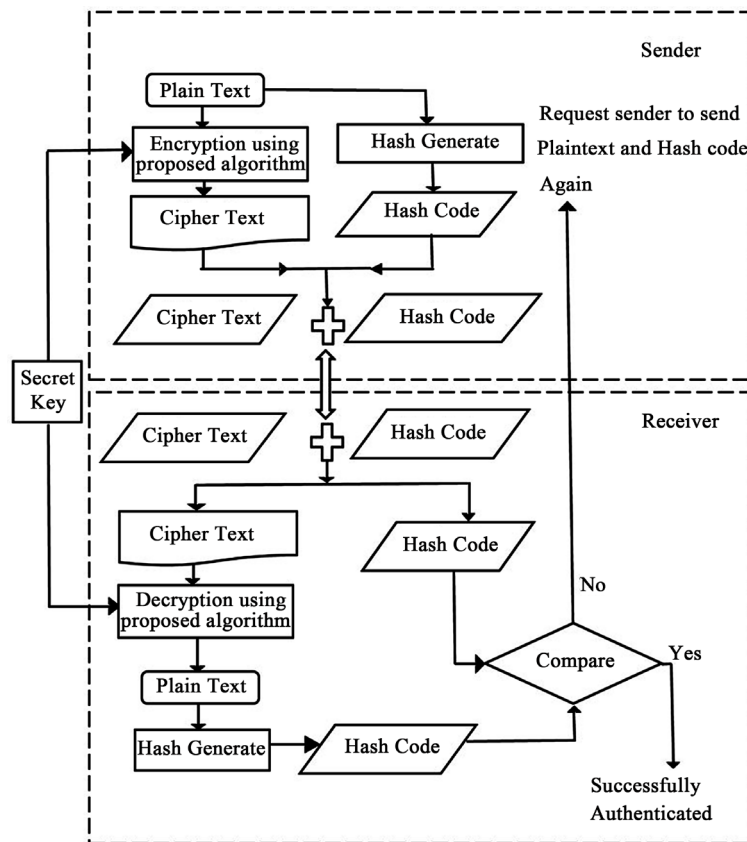 Sender
Plain Text
Request sender to send
Plaintext and Hash code
Again
Encryption using
proposed algorithm
Hash Generate
Cipher Text
Hash Code
Cipher Text
Hash Code
Secret
Key
Receiver
Cipher Text
Hash Code
Cipher Text
Hash Code
Decryption using
proposed algorithm
No
Compare
Yes
Plain Text
Hash Generate
Hash Code
Successfully
Authenticated